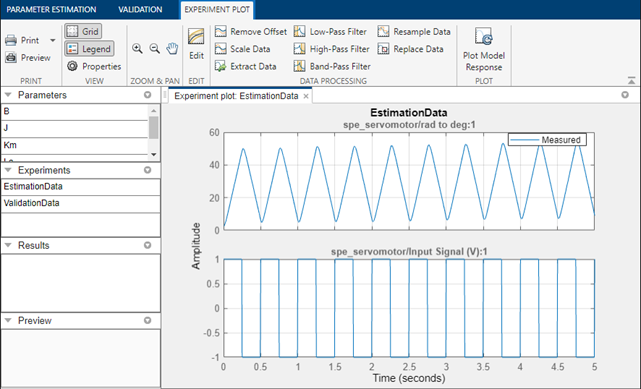 PARAMETER ESTIMATION VALIDATION EXPERIMENT PLOT
Print
Preview
PRINT
Grid
Legend
Properties
VIEW
ZOOM & PAN
Edit
EDIT
Remove Offset
Scale Data
Extract Data
Low-Pass Filter
High-Pass Filter
Band-Pass Filter
Resample Data
Replace Data
DATA PROCESSING
Plot Model
Response
PLOT
Parameters
B
J
Km
Experiments
EstimationData
ValidationData
Results
Preview
Experiment plot: EstimationData ×
EstimationData
spe_servomotor/rad to deg:1
Measured
60
40
20
0
Amplitude
spe_servomotor/Input Signal (V):1
1
0.5
0
-0.5
-1
0 0.5 1 1.5 2 2.5 3 3.5 4 4.5 5
Time (seconds)